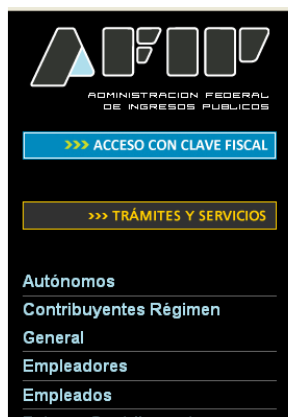 AFIP
ADMINISTRACION FEDERAL
DE INGRESOS PUBLICOS
>>> ACCESO CON CLAVE FISCAL
>>> TRÁMITES Y SERVICIOS
Autónomos
Contribuyentes Régimen
General
Empleadores
Empleados